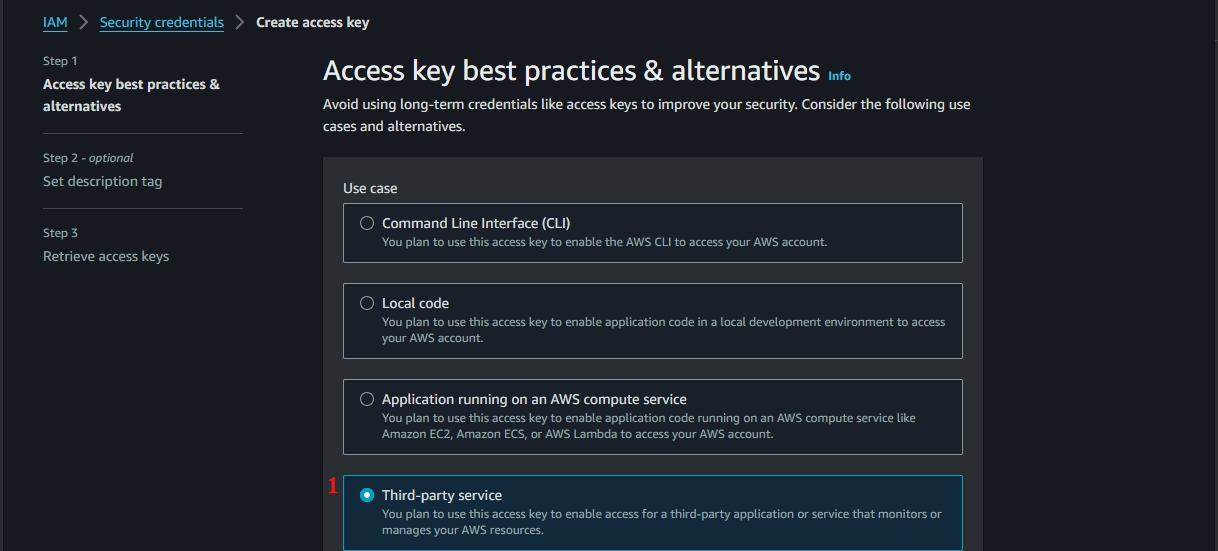 IAM > Security credentials > Create access key
Step 1
Access key best practices &
alternatives
Step 2 - optional
Set description tag
Step 3
Retrieve access keys
Access key best practices & alternatives Info
Avoid using long-term credentials like access keys to improve your security. Consider the following use
cases and alternatives.
Use case
Command Line Interface (CLI)
You plan to use this access key to enable the AWS CLI to access your AWS account.
Local code
You plan to use this access key to enable application code in a local development environment to access
your AWS account.
Application running on an AWS compute service
You plan to use this access key to enable application code running on an AWS compute service like
Amazon EC2, Amazon ECS, or AWS Lambda to access your AWS account.
1 Third-party service
You plan to use this access key to enable access for a third-party application or service that monitors or
manages your AWS resources.